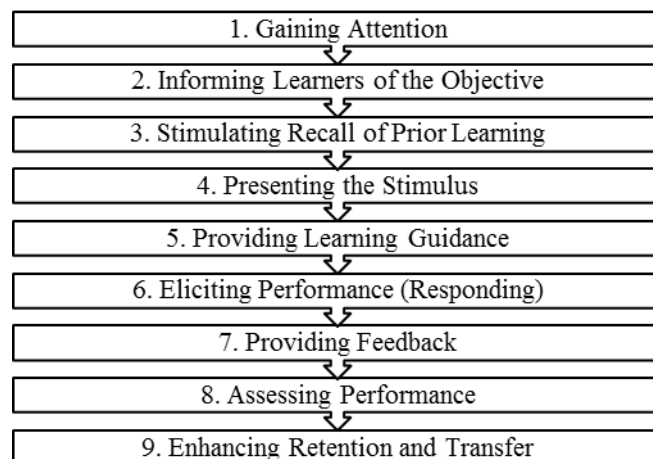 1. Gaining Attention
2. Informing Learners of the Objective
3. Stimulating Recall of Prior Learning
4. Presenting the Stimulus
5. Providing Learning Guidance
6. Eliciting Performance (Responding)
7. Providing Feedback
8. Assessing Performance
9. Enhancing Retention and Transfer